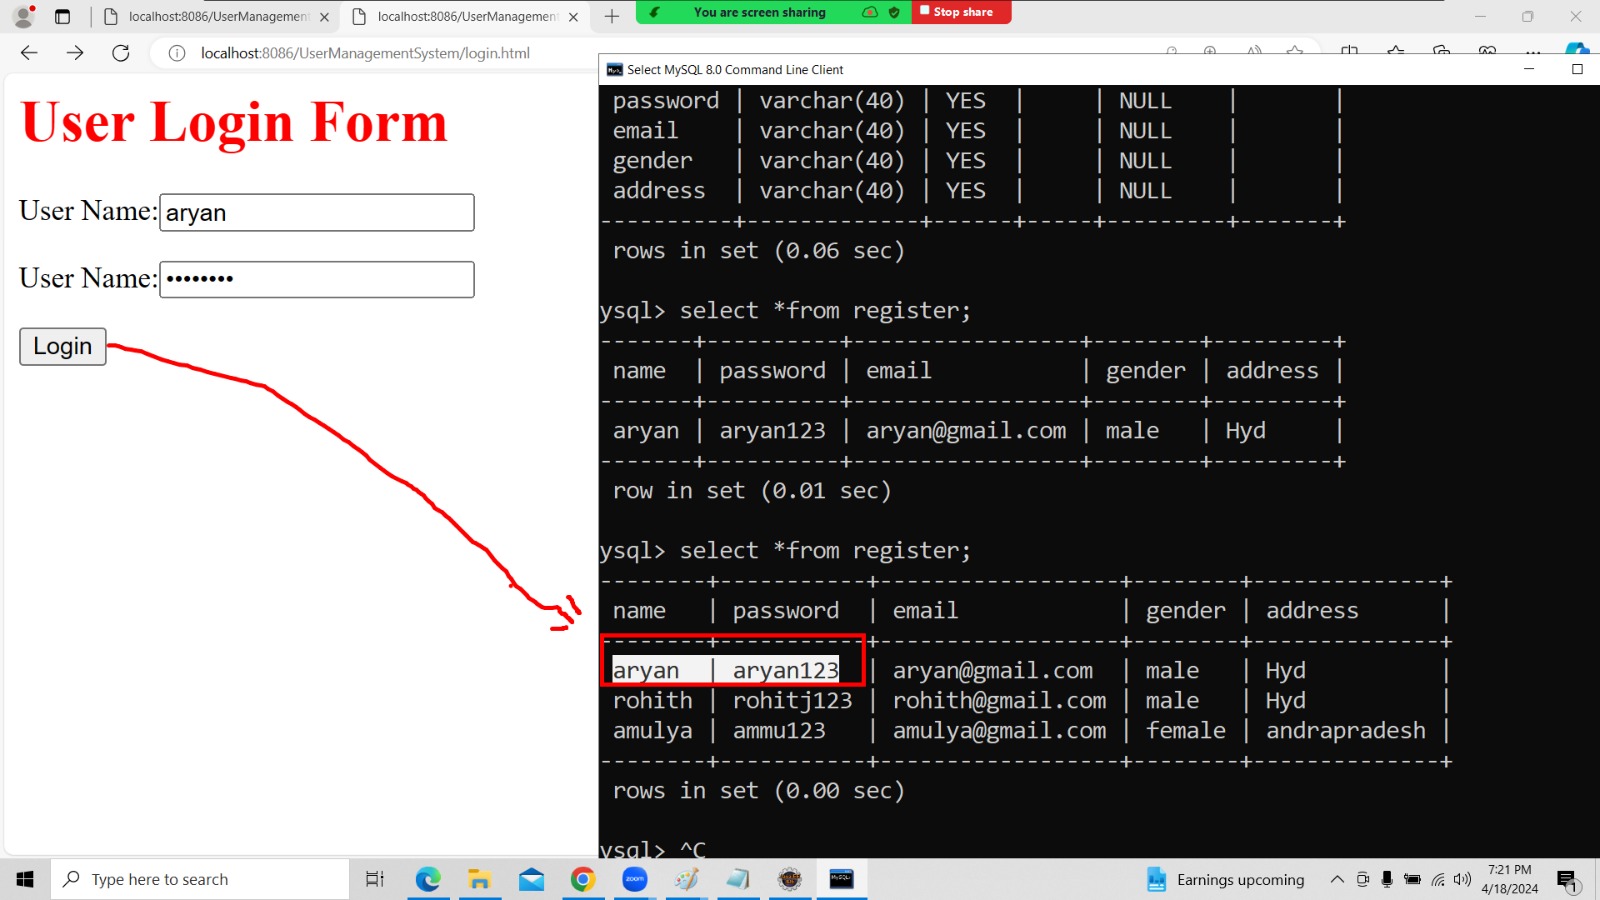 localhost:8086/UserManagement
localhost:8086/UserManagement
You are screen sharing
Stop share
localhost:8086/UserManagementSystem/login.html
Select MySQL 8.0 Command Line Client
User Login Form
User Name: aryan
User Name: ••••••••
Login
password | varchar(40) | YES | | NULL | |
email | varchar(40) | YES | | NULL | |
gender | varchar(40) | YES | | NULL | |
address | varchar(40) | YES | | NULL | |
----------+-------------+------+-----+---------+-------+
rows in set (0.06 sec)
ysql> select *from register;
-------+----------+-----------------+--------+---------+
name | password | email | gender | address |
-------+----------+-----------------+--------+---------+
aryan | aryan123 | aryan@gmail.com | male | Hyd |
-------+----------+-----------------+--------+---------+
row in set (0.01 sec)
ysql> select *from register;
--------+-----------+------------------+--------+--------------+
name | password | email | gender | address |
--------+-----------+------------------+--------+--------------+
aryan | aryan123 | aryan@gmail.com | male | Hyd |
rohith | rohitj123 | rohith@gmail.com | male | Hyd |
amulya | ammu123 | amulya@gmail.com | female | andrapradesh |
--------+-----------+------------------+--------+--------------+
rows in set (0.00 sec)
ysql> ^C
Type here to search
zoom
Earnings upcoming
7:21 PM
4/18/2024
1